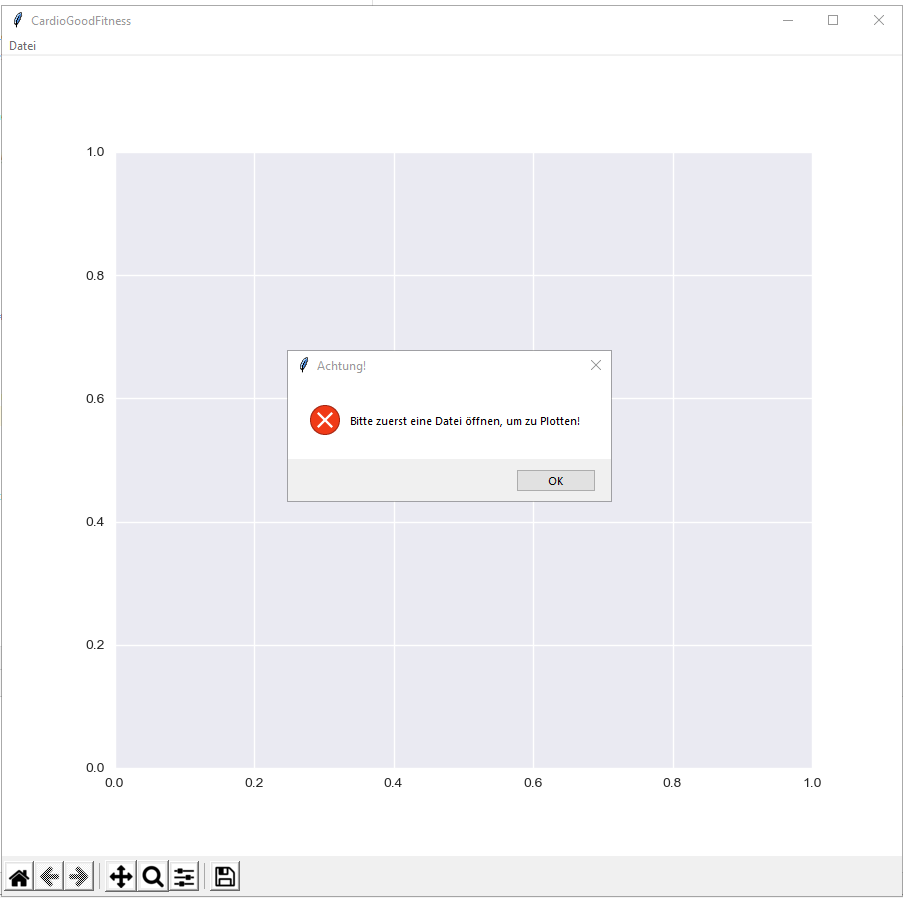 CardioGoodFitness
Datei
1.0
0.8
0.6
Achtung!
Bitte zuerst eine Datei öffnen, um zu Plotten!
OK
0.4
0.2
0.0
0.0 0.2 0.4 0.6 0.8 1.0